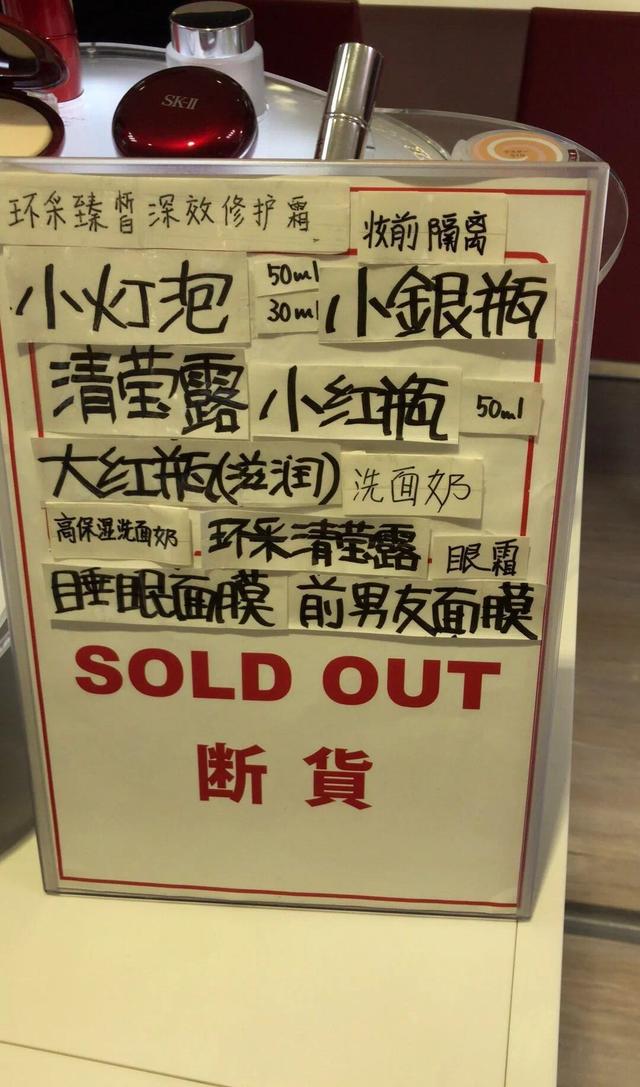 SK-II
环采臻皙深效修护霜 妆前隔离
小灯泡 50ml 30ml 小銀瓶
清莹露 小红瓶 50ml
大红瓶(滋润) 洗面奶
高保湿洗面奶 环采清莹露 眼霜
睡眠面膜 前男友面膜
SOLD OUT
断貨